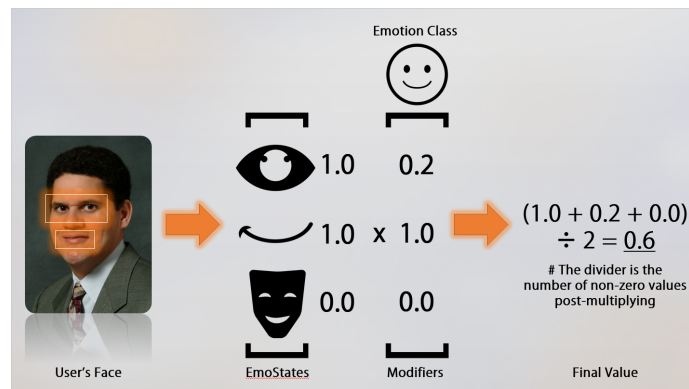 Emotion Class
1.0 0.2
1.0 x 1.0
0.0 0.0
(1.0 + 0.2 + 0.0)
÷ 2 = 0.6
# The divider is the
number of non-zero values
post-multiplying
User's Face
EmoStates
Modifiers
Final Value